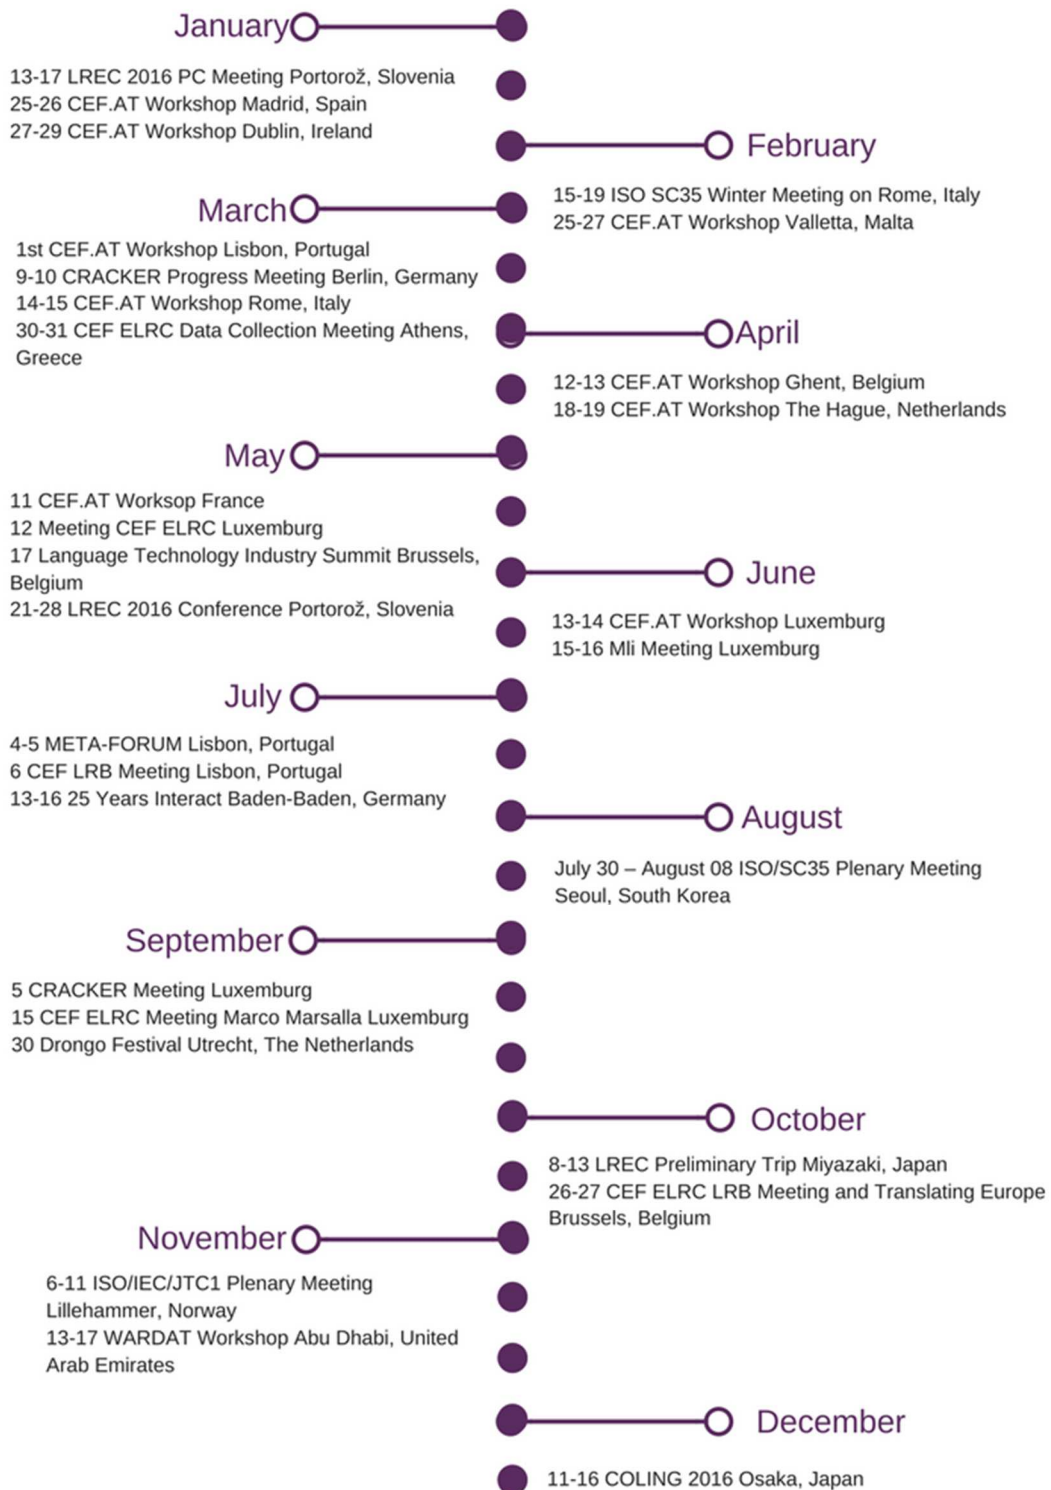 January
13-17 LREC 2016 PC Meeting Portorož, Slovenia
25-26 CEF.AT Workshop Madrid, Spain
27-29 CEF.AT Workshop Dublin, Ireland
February
15-19 ISO SC35 Winter Meeting on Rome, Italy
25-27 CEF.AT Workshop Valletta, Malta
March
1st CEF.AT Workshop Lisbon, Portugal
9-10 CRACKER Progress Meeting Berlin, Germany
14-15 CEF.AT Workshop Rome, Italy
30-31 CEF ELRC Data Collection Meeting Athens,
Greece
April
12-13 CEF.AT Workshop Ghent, Belgium
18-19 CEF.AT Workshop The Hague, Netherlands
May
11 CEF.AT Worksop France
12 Meeting CEF ELRC Luxemburg
17 Language Technology Industry Summit Brussels,
Belgium
21-28 LREC 2016 Conference Portorož, Slovenia
June
13-14 CEF.AT Workshop Luxemburg
15-16 Mli Meeting Luxemburg
July
4-5 META-FORUM Lisbon, Portugal
6 CEF LRB Meeting Lisbon, Portugal
13-16 25 Years Interact Baden-Baden, Germany
August
July 30 – August 08 ISO/SC35 Plenary Meeting
Seoul, South Korea
September
5 CRACKER Meeting Luxemburg
15 CEF ELRC Meeting Marco Marsalla Luxemburg
30 Drongo Festival Utrecht, The Netherlands
October
8-13 LREC Preliminary Trip Miyazaki, Japan
26-27 CEF ELRC LRB Meeting and Translating Europe
Brussels, Belgium
November
6-11 ISO/IEC/JTC1 Plenary Meeting
Lillehammer, Norway
13-17 WARDAT Workshop Abu Dhabi, United
Arab Emirates
December
11-16 COLING 2016 Osaka, Japan